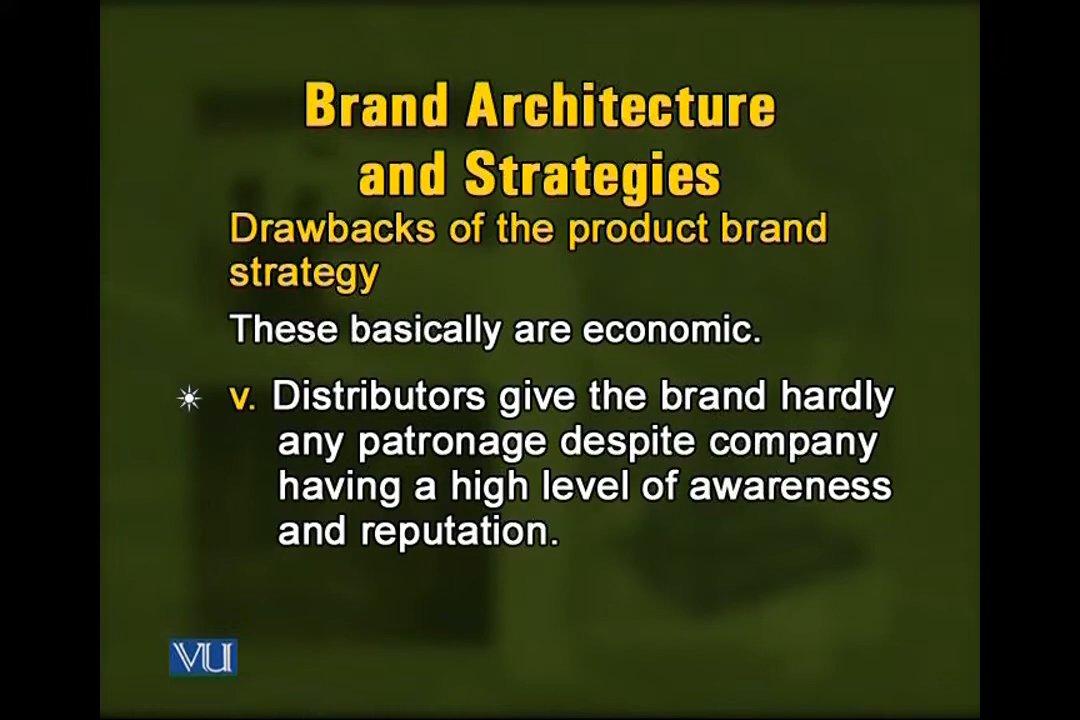 Brand Architecture
and Strategies
Drawbacks of the product brand
strategy
These basically are economic.
v. Distributors give the brand hardly
any patronage despite company
having a high level of awareness
and reputation.
VU